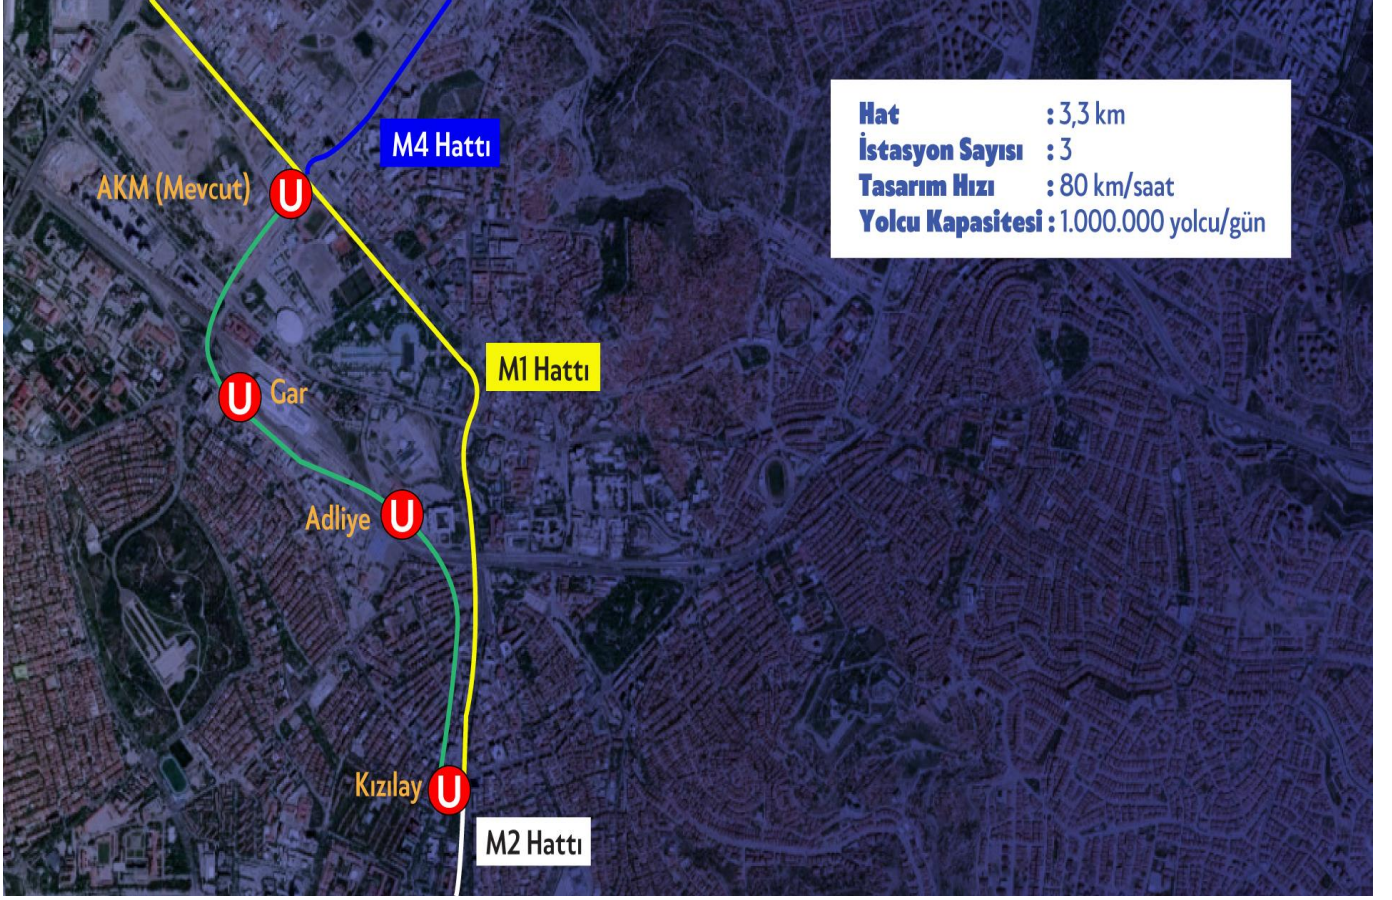 M4 Hattı
Hat : 3,3 km
İstasyon Sayısı : 3
Tasarım Hızı : 80 km/saat
Yolcu Kapasitesi : 1.000.000 yolcu/gün
AKM (Mevcut) U
M1 Hattı
U Gar
Adliye U
Kızılay U
M2 Hattı